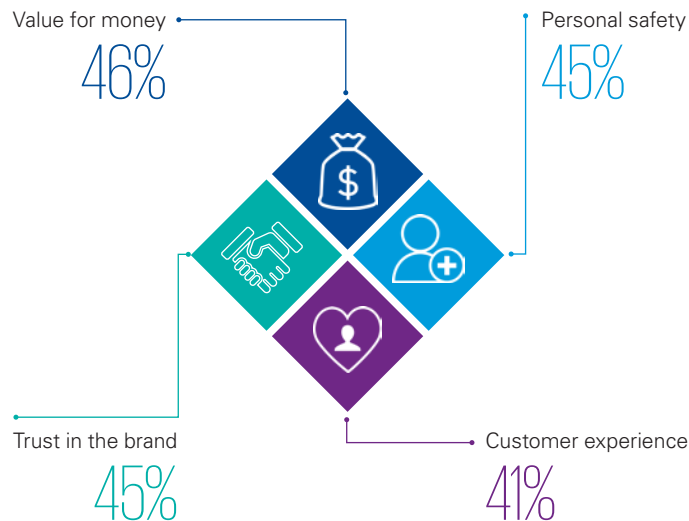 Value for money
46%
Personal safety
45%
$
Trust in the brand
45%
Customer experience
41%